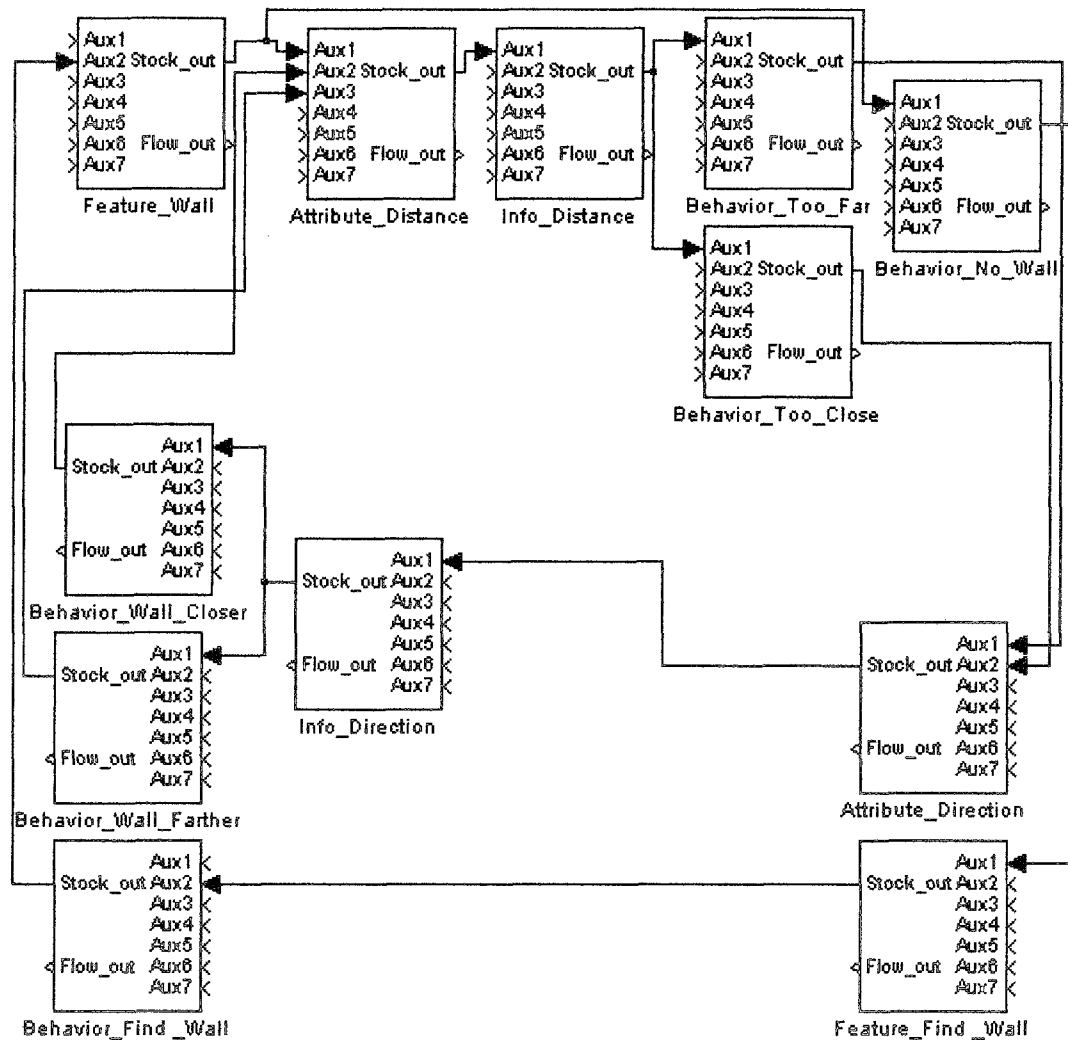 Aux1
Aux2 Stock_out
Aux3
Aux4
Aux5
Aux6 Flow_out
Aux7
Feature_Wall
Aux1
Aux2 Stock_out
Aux3
Aux4
Aux5
Aux6 Flow_out
Aux7
Attribute_Distance
Aux1
Aux2 Stock_out
Aux3
Aux4
Aux5
Aux6 Flow_out
Aux7
Info_Distance
Aux1
Aux2 Stock_out
Aux3
Aux4
Aux5
Aux6 Flow_out
Aux7
Behavior_Too_Far
Aux1
Aux2 Stock_out
Aux3
Aux4
Aux5
Aux6 Flow_out
Aux7
Behavior_No_Wall
Aux1
Aux2 Stock_out
Aux3
Aux4
Aux5
Aux6 Flow_out
Aux7
Behavior_Too_Close
Aux1
Stock_out Aux2
Aux3
Aux4
Aux5
Flow_out Aux6
Aux7
Behavior_Wall_Closer
Aux1
Stock_out Aux2
Aux3
Aux4
Aux5
Flow_out Aux6
Aux7
Info_Direction
Aux1
Stock_out Aux2
Aux3
Aux4
Aux5
Flow_out Aux6
Aux7
Behavior_Wall_Farther
Aux1
Stock_out Aux2
Aux3
Aux4
Aux5
Flow_out Aux6
Aux7
Attribute_Direction
Aux1
Stock_out Aux2
Aux3
Aux4
Aux5
Flow_out Aux6
Aux7
Behavior_Find _Wall
Aux1
Stock_out Aux2
Aux3
Aux4
Aux5
Flow_out Aux6
Aux7
Feature_Find _Wall